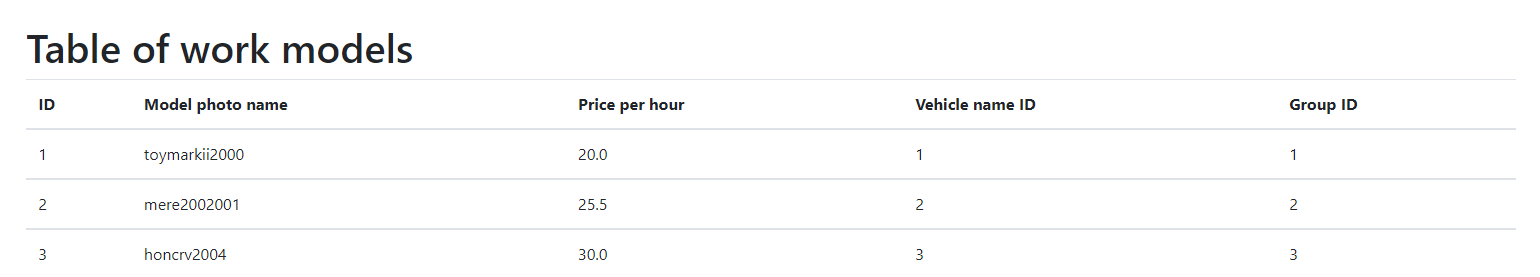 Table of work models
ID Model photo name Price per hour Vehicle name ID Group ID
1 toymarkii2000 20.0 1 1
2 mere2002001 25.5 2 2
3 honcrv2004 30.0 3 3